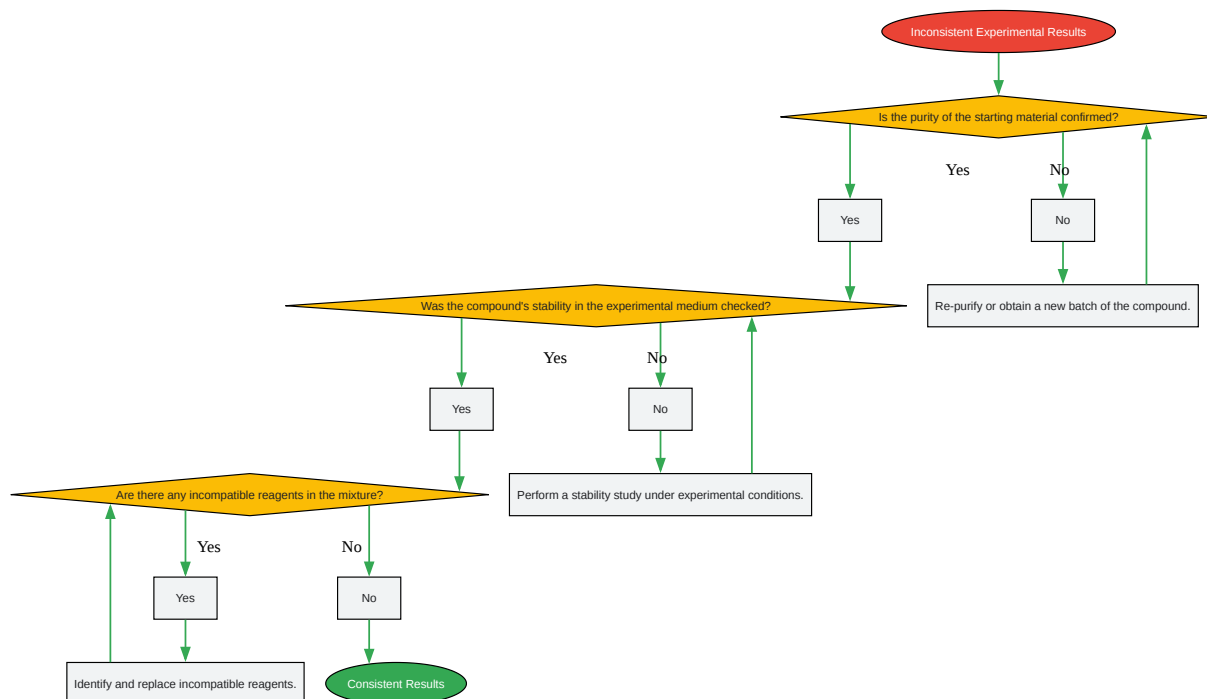 Inconsistent Experimental Results
Is the purity of the starting material confirmed?
Yes
No
Yes
No
Re-purify or obtain a new batch of the compound.
Was the compound's stability in the experimental medium checked?
Yes
No
Yes
No
Perform a stability study under experimental conditions.
Are there any incompatible reagents in the mixture?
Yes
No
Yes
No
Identify and replace incompatible reagents.
Consistent Results